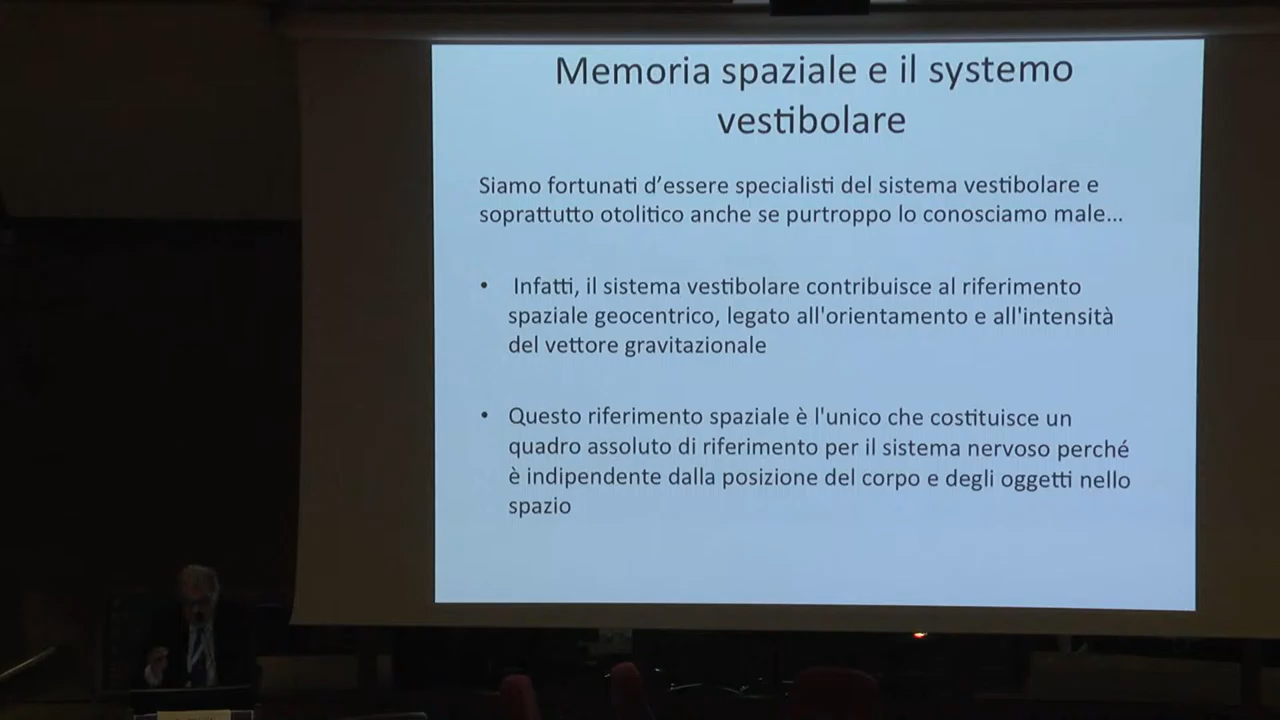 Memoria spaziale e il systemo
vestibolare
Siamo fortunati d’essere specialisti del sistema vestibolare e
soprattutto otolitico anche se purtroppo lo conosciamo male...
• Infatti, il sistema vestibolare contribuisce al riferimento
spaziale geocentrico, legato all'orientamento e all'intensità
del vettore gravitazionale
• Questo riferimento spaziale è l'unico che costituisce un
quadro assoluto di riferimento per il sistema nervoso perché
è indipendente dalla posizione del corpo e degli oggetti nello
spazio